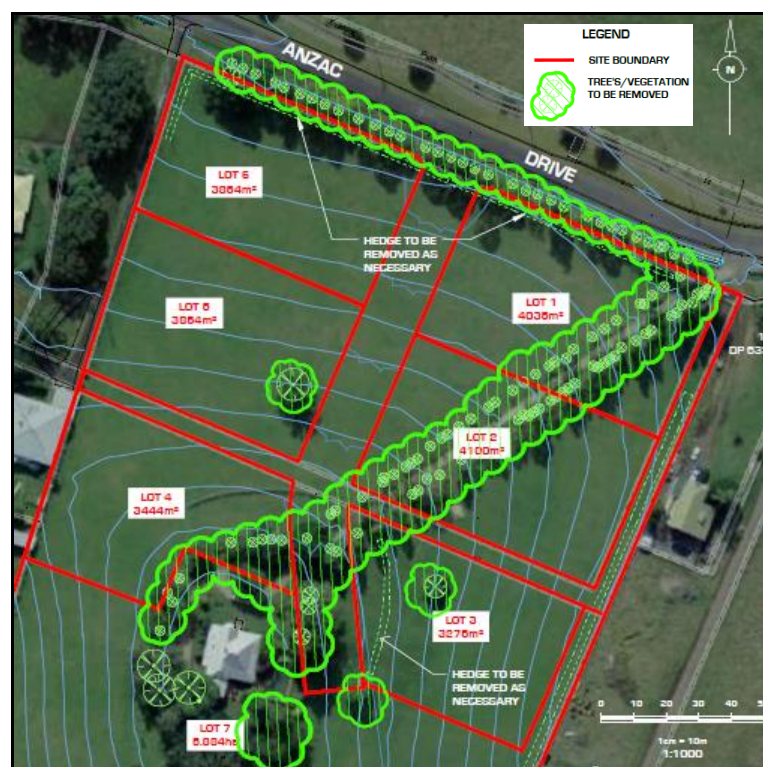 LEGEND
SITE BOUNDARY
TREE'S/VEGETATION
TO BE REMOVED
N
ANZAC
DRIVE
LOT 5
3864m²
HEDGE TO BE
REMOVED AS
NECESSARY
LOT 1
4036m²
LOT 6
3864m²
DP 633
LOT 2
4100m²
LOT 4
3444m²
LOT 3
3276m²
HEDGE TO BE
REMOVED AS
NECESSARY
LOT 7
0 10 20 30 40
1cm = 10m
1:1000